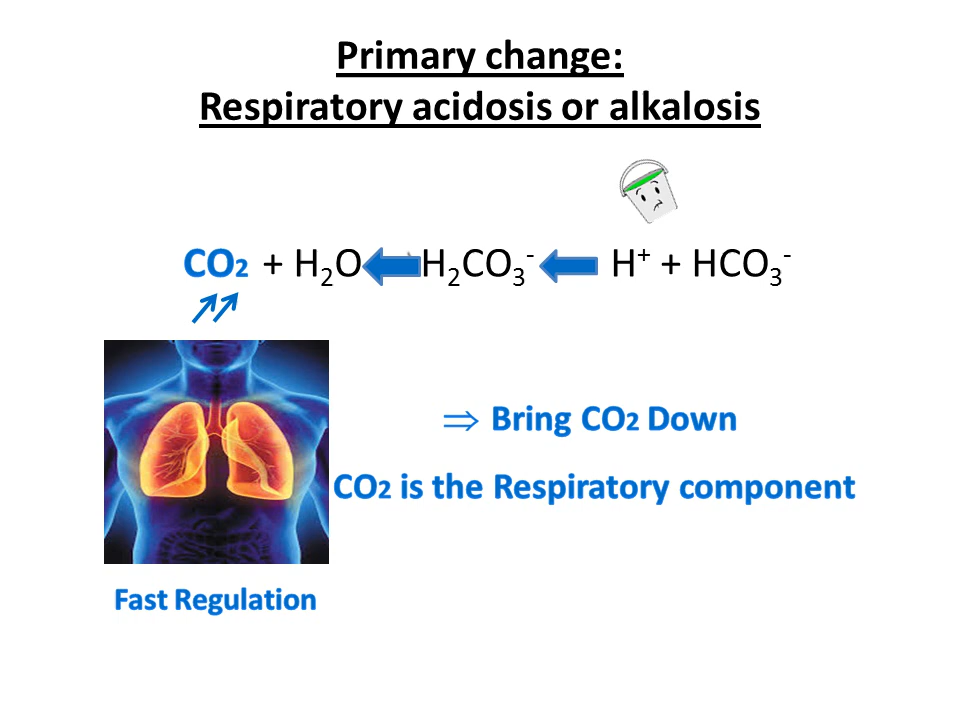 Primary change:
Respiratory acidosis or alkalosis
CO₂ + H₂O H₂CO₃⁻ H⁺ + HCO₃⁻
⇒ Bring CO₂ Down
CO₂ is the Respiratory component
Fast Regulation